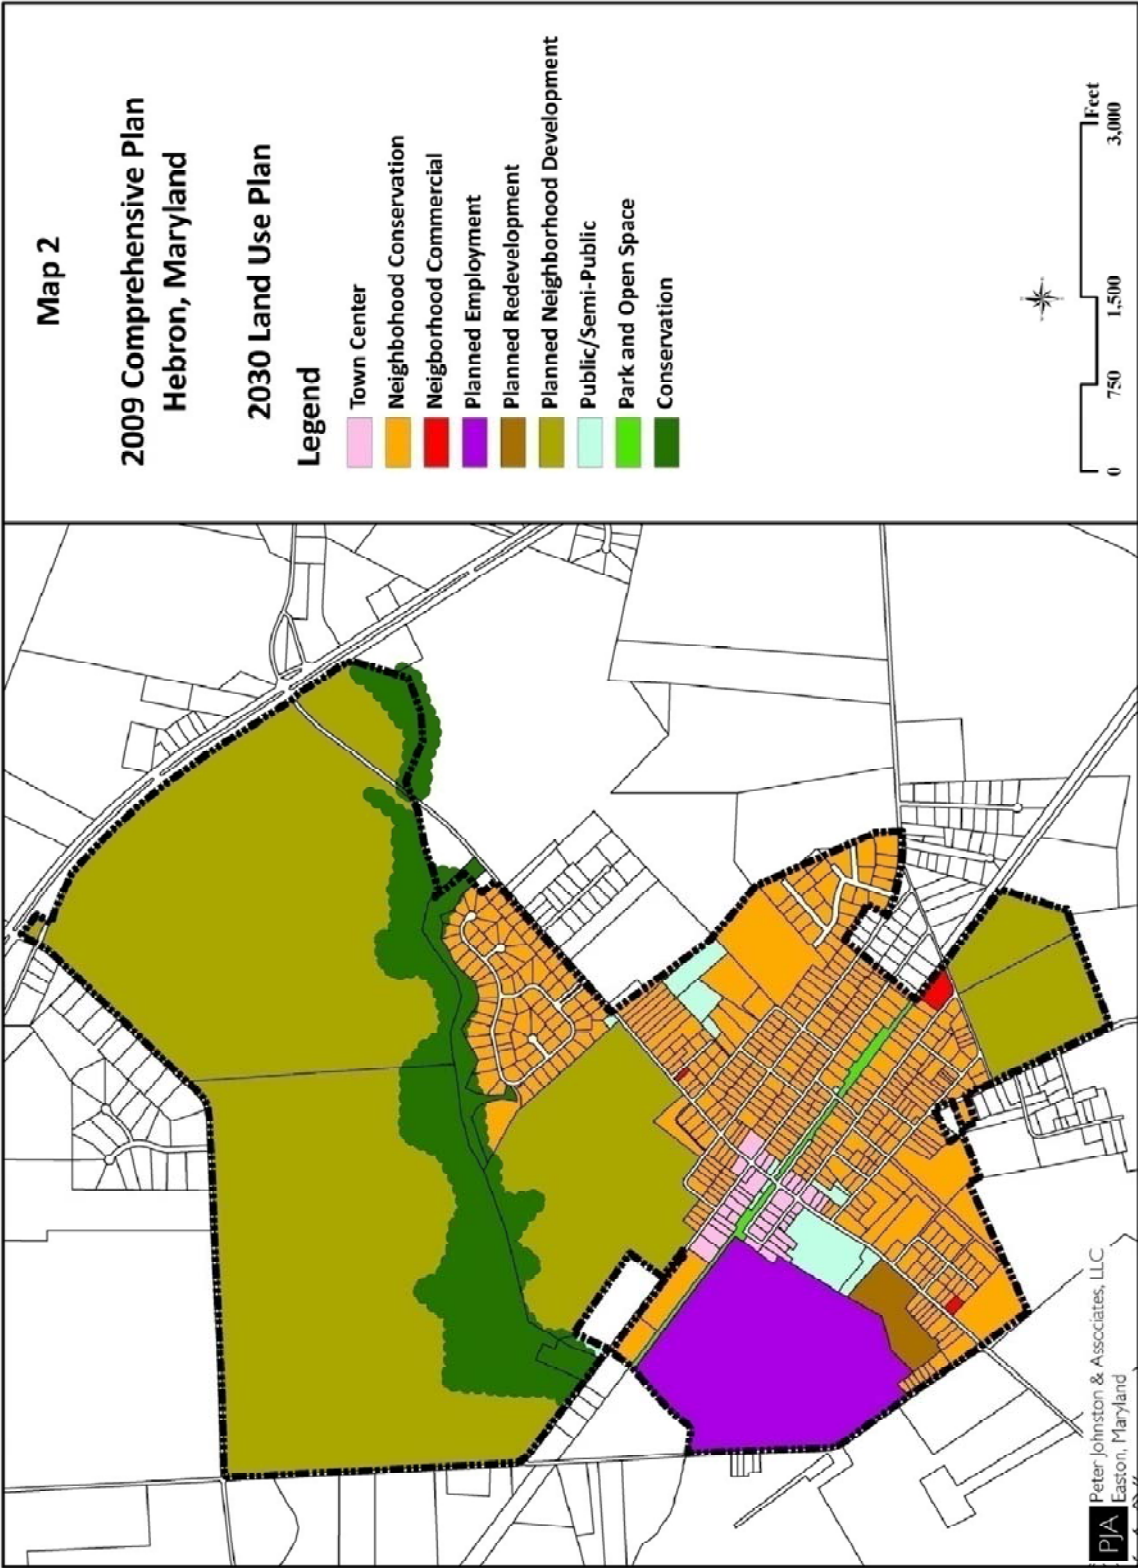 Map 2
2009 Comprehensive Plan
Hebron, Maryland
2030 Land Use Plan
Legend
Town Center
Neighbohood Conservation
Neigborhood Commercial
Planned Employment
Planned Redevelopment
Planned Neighborhood Development
Public/Semi-Public
Park and Open Space
Conservation
Feet
0 750 1,500 3,000
PJA Peter Johnston & Associates, LLC
Easton, Maryland